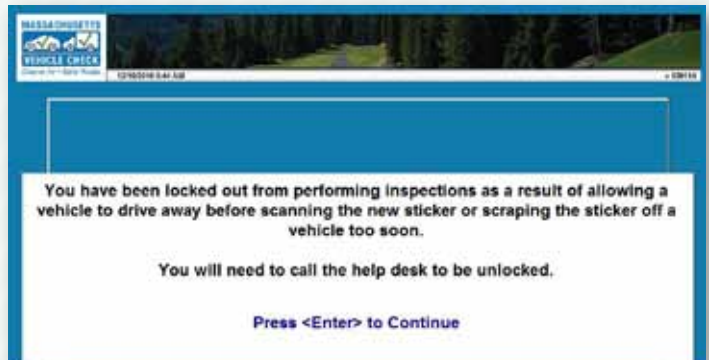 MASSACHUSETTS
VEHICLE CHECK
You have been locked out from performing inspections as a result of allowing a
vehicle to drive away before scanning the new sticker or scraping the sticker off a
vehicle too soon.
You will need to call the help desk to be unlocked.
Press <Enter> to Continue